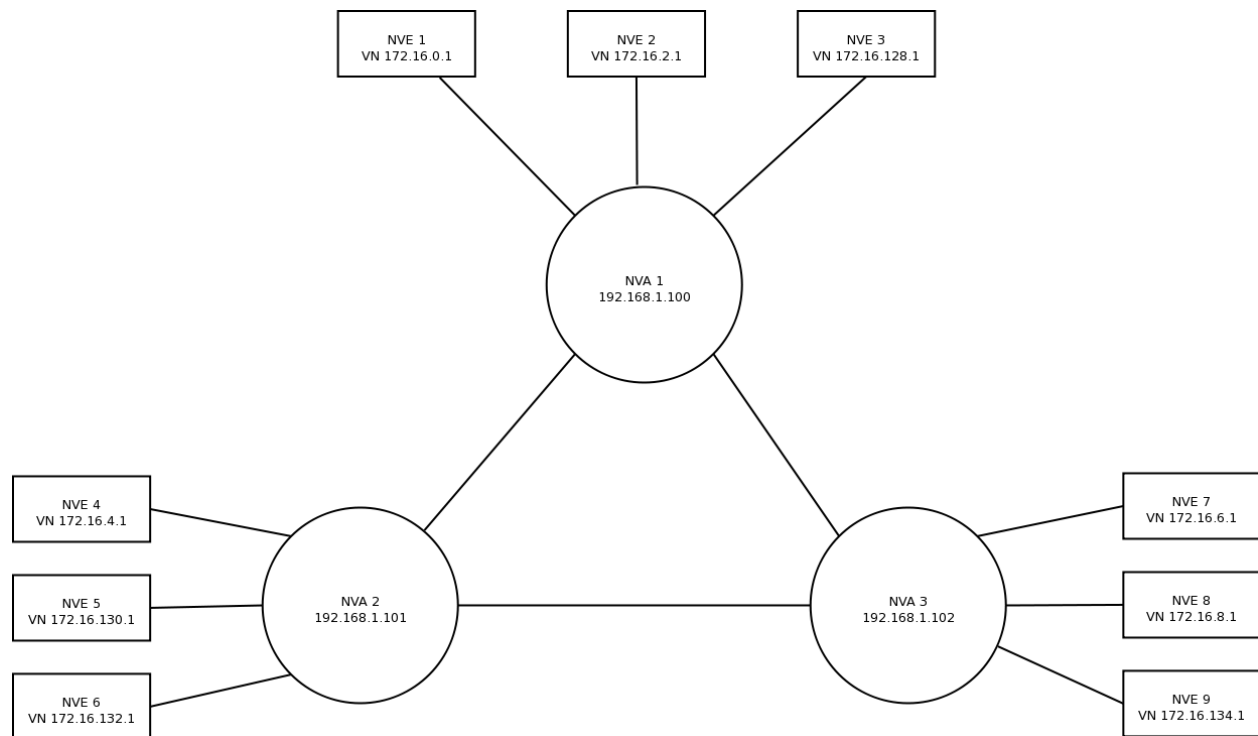 NVE 1
VN 172.16.0.1
NVE 2
VN 172.16.2.1
NVE 3
VN 172.16.128.1
NVA 1
192.168.1.100
NVE 4
VN 172.16.4.1
NVE 5
VN 172.16.130.1
NVE 6
VN 172.16.132.1
NVA 2
192.168.1.101
NVA 3
192.168.1.102
NVE 7
VN 172.16.6.1
NVE 8
VN 172.16.8.1
NVE 9
VN 172.16.134.1